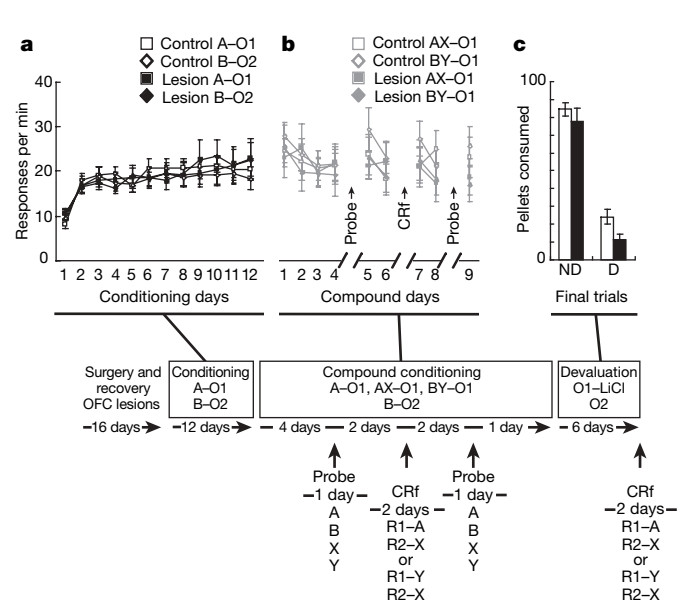 a
Control A–O1
Control B–O2
Lesion A–O1
Lesion B–O2
Responses per min
40
30
20
10
0
1 2 3 4 5 6 7 8 9 10 11 12
Conditioning days
b
Control AX–O1
Control BY–O1
Lesion AX–O1
Lesion BY–O1
Probe
CRf
Probe
1 2 3 4 5 6 7 8 9
Compound days
c
Pellets consumed
100
0
ND D
Final trials
Surgery and
recovery
OFC lesions
Conditioning
A–O1
B–O2
Compound conditioning
A–O1, AX–O1, BY–O1
B–O2
Devaluation
O1–LiCl
O2
16 days
12 days
4 days
2 days
2 days
1 day
6 days
Probe
1 day
A
B
X
Y
CRf
2 days
R1–A
R2–X
or
R1–Y
R2–X
Probe
1 day
A
B
X
Y
CRf
2 days
R1–A
R2–X
or
R1–Y
R2–X